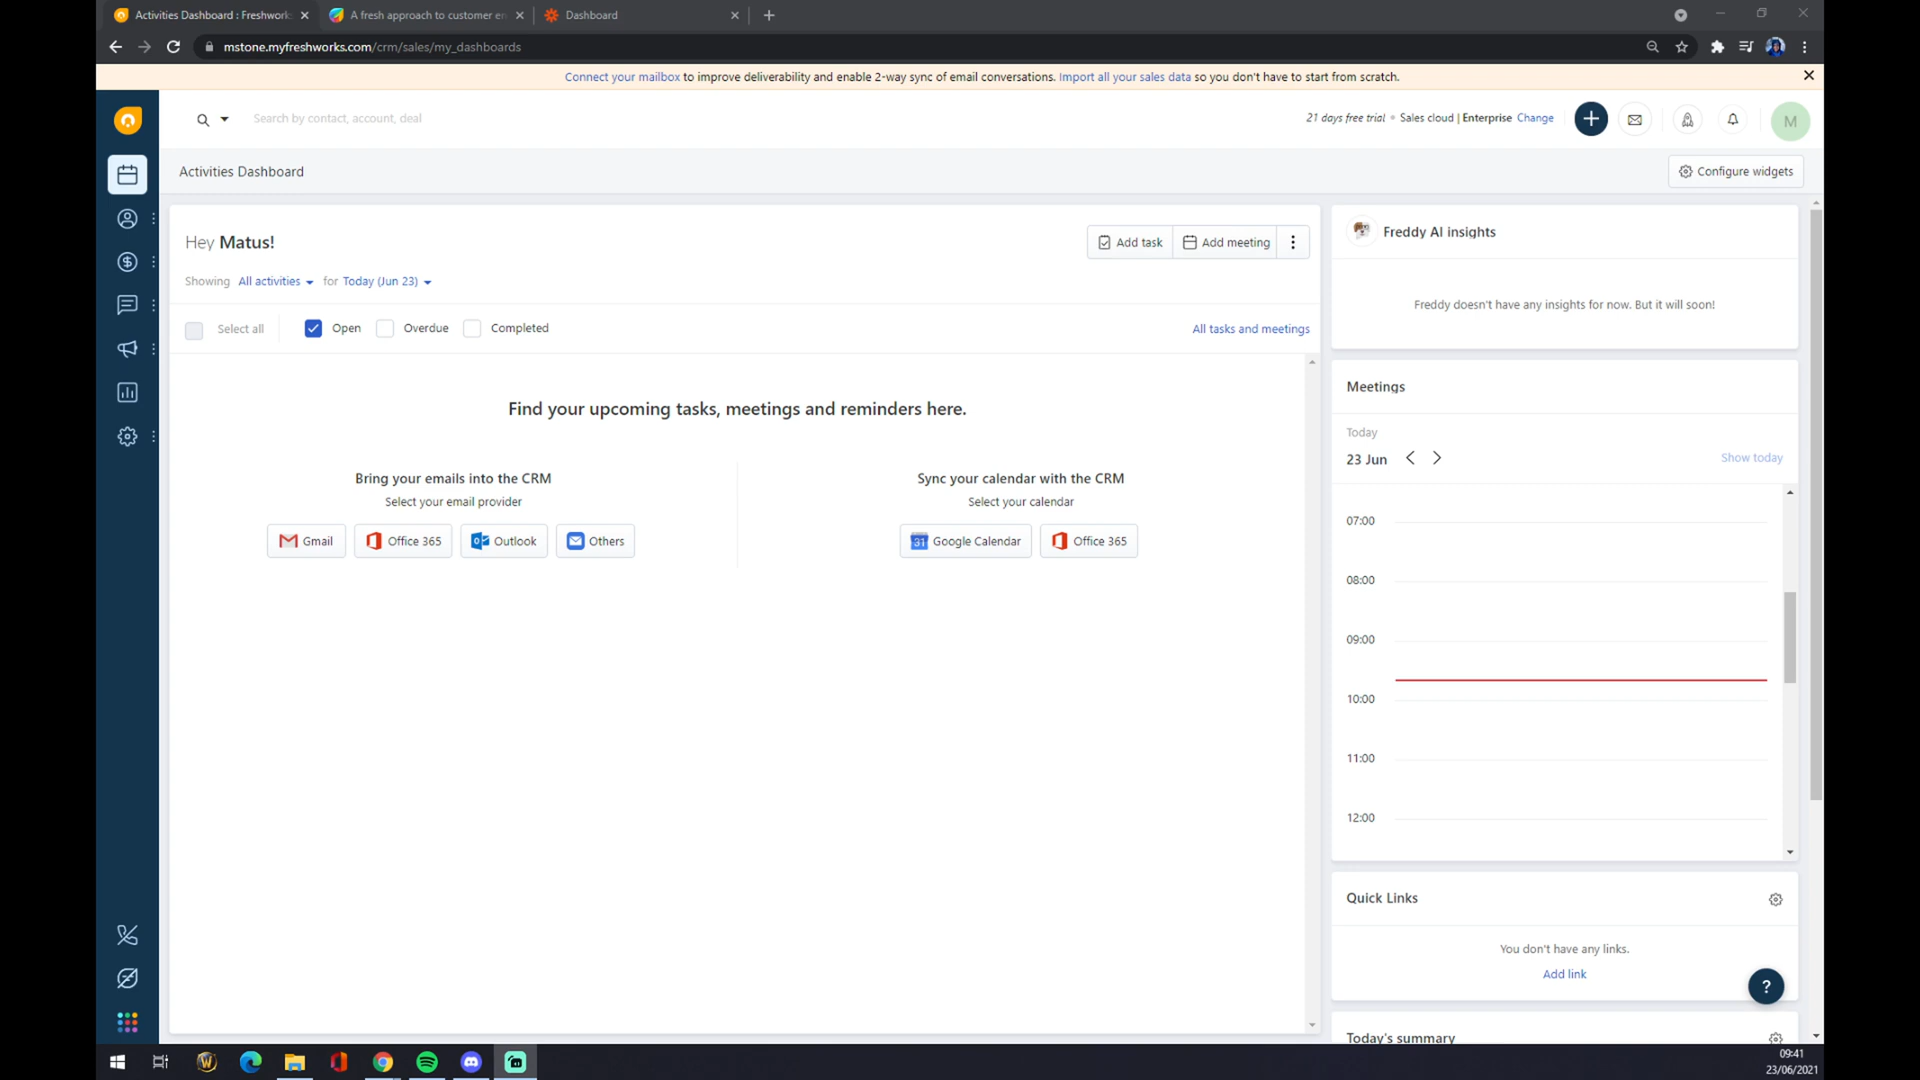 Activities Dashboard : Freshwork
A fresh approach to customer en
Dashboard
mstone.myfreshworks.com/crm/sales/my_dashboards
Connect your mailbox to improve deliverability and enable 2-way sync of email conversations. Import all your sales data so you don't have to start from scratch.
Search by contact, account, deal
21 days free trial • Sales cloud | Enterprise Change
M
Activities Dashboard
Configure widgets
Hey Matus!
Add task
Add meeting
Showing All activities for Today (Jun 23)
Select all
Open
Overdue
Completed
All tasks and meetings
Find your upcoming tasks, meetings and reminders here.
Bring your emails into the CRM
Select your email provider
Gmail
Office 365
Outlook
Others
Sync your calendar with the CRM
Select your calendar
31
Google Calendar
Office 365
Freddy AI insights
Freddy doesn't have any insights for now. But it will soon!
Meetings
Today
23 Jun
Show today
07:00
08:00
09:00
10:00
11:00
12:00
Quick Links
You don't have any links.
Add link
?
Today's summary
09:41
23/06/2021